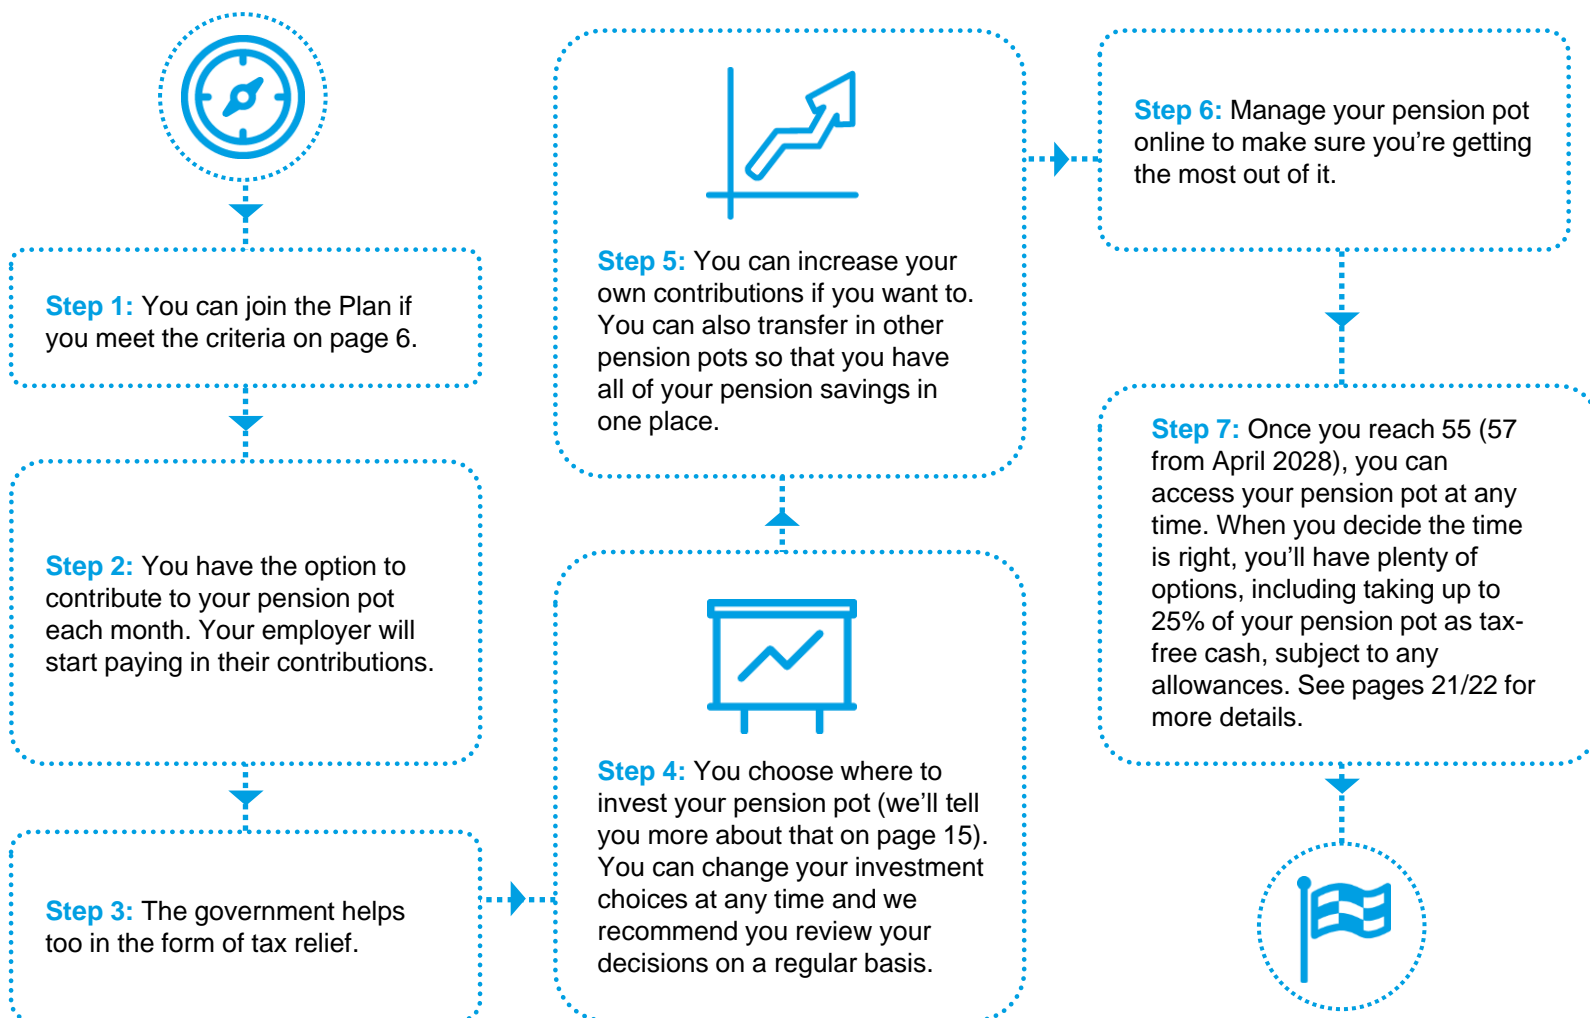 Step 1: You can join the Plan if
you meet the criteria on page 6.
Step 2: You have the option to
contribute to your pension pot
each month. Your employer will
start paying in their contributions.
Step 3: The government helps
too in the form of tax relief.
Step 4: You choose where to
invest your pension pot (we’ll tell
you more about that on page 15).
You can change your investment
choices at any time and we
recommend you review your
decisions on a regular basis.
Step 5: You can increase your
own contributions if you want to.
You can also transfer in other
pension pots so that you have
all of your pension savings in
one place.
Step 6: Manage your pension pot
online to make sure you’re getting
the most out of it.
Step 7: Once you reach 55 (57
from April 2028), you can
access your pension pot at any
time. When you decide the time
is right, you’ll have plenty of
options, including taking up to
25% of your pension pot as tax-
free cash, subject to any
allowances. See pages 21/22 for
more details.